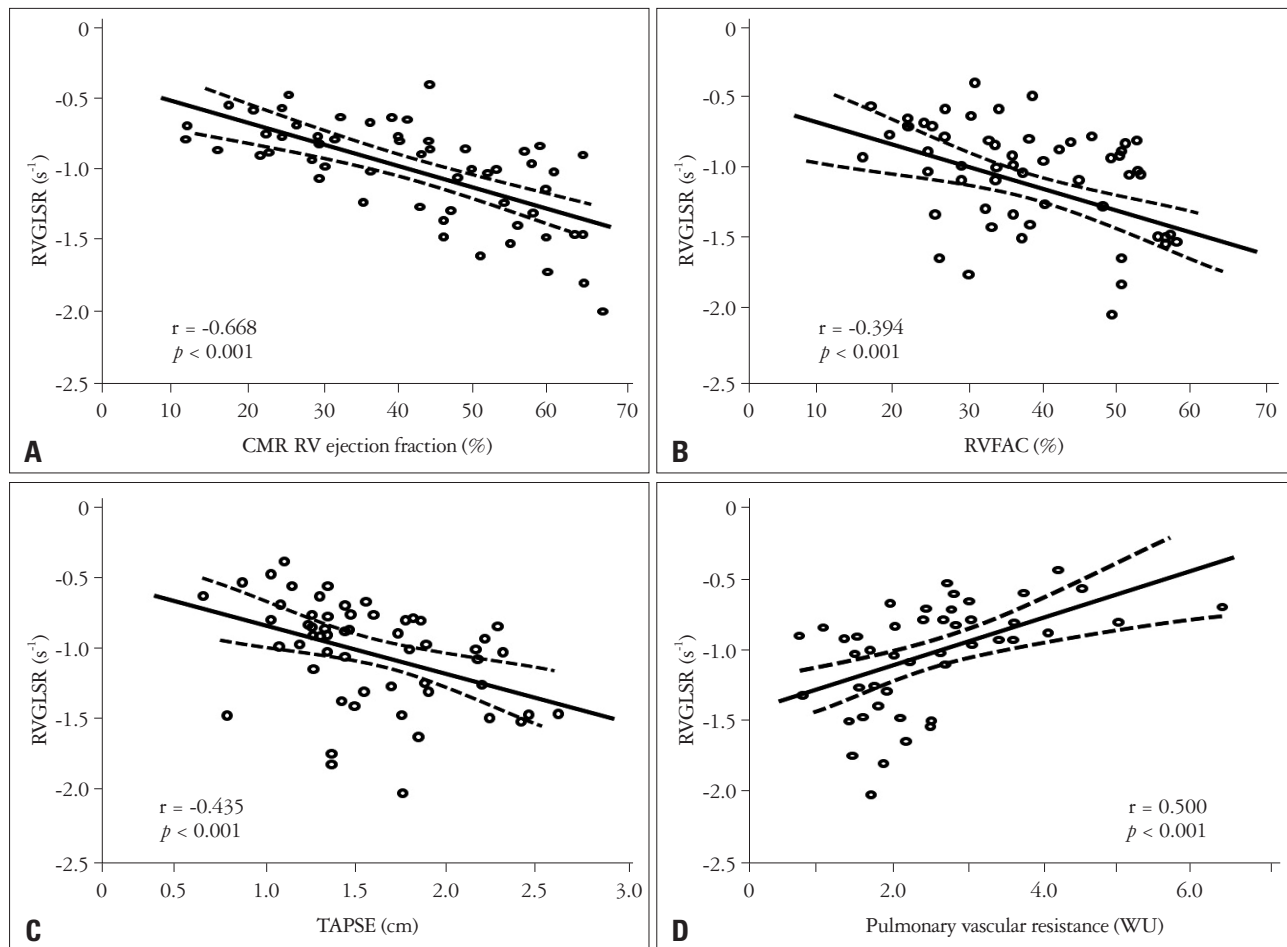 0
-0.5
-1.0
-1.5
-2.0
-2.5
RVGLSR (s⁻¹)
r = -0.668
p < 0.001
0 10 20 30 40 50 60 70
CMR RV ejection fraction (%)
A
0
-0.5
-1.0
-1.5
-2.0
-2.5
RVGLSR (s⁻¹)
r = -0.394
p < 0.001
0 10 20 30 40 50 60 70
RVFAC (%)
B
0
-0.5
-1.0
-1.5
-2.0
-2.5
RVGLSR (s⁻¹)
r = -0.435
p < 0.001
0 0.5 1.0 1.5 2.0 2.5 3.0
TAPSE (cm)
C
0
-0.5
-1.0
-1.5
-2.0
-2.5
RVGLSR (s⁻¹)
r = 0.500
p < 0.001
0 2.0 4.0 6.0
Pulmonary vascular resistance (WU)
D